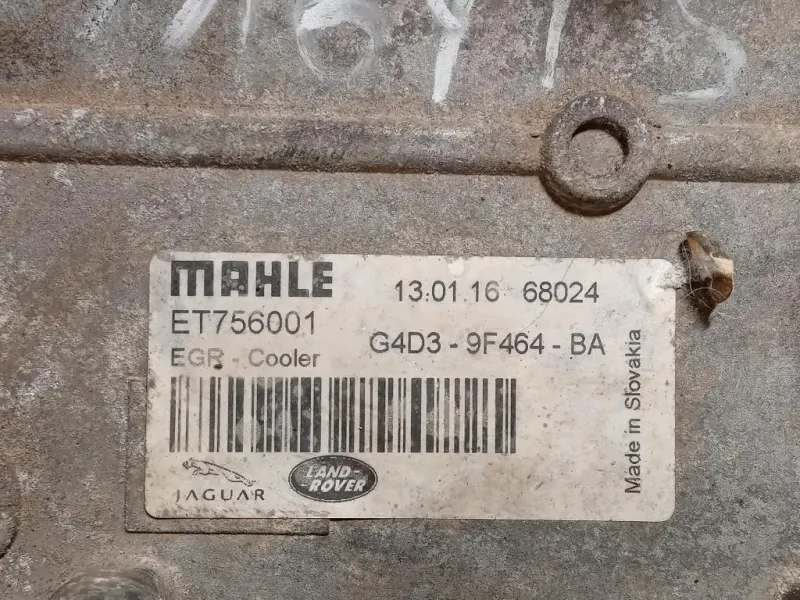 MAHLE
13.01.16 68024
ET756001
G4D3 - 9F464 - BA
EGR - Cooler
Made in Slovakia
JAGUAR
LAND-
-ROVER